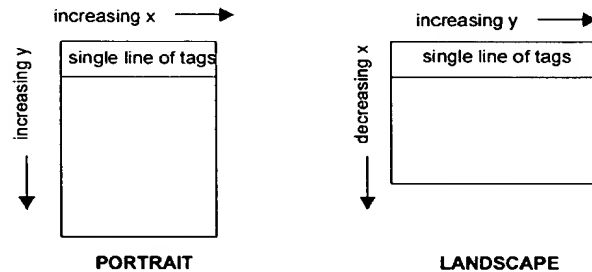 increasing x
increasing y
single line of tags
PORTRAIT
increasing y
decreasing x
single line of tags
LANDSCAPE